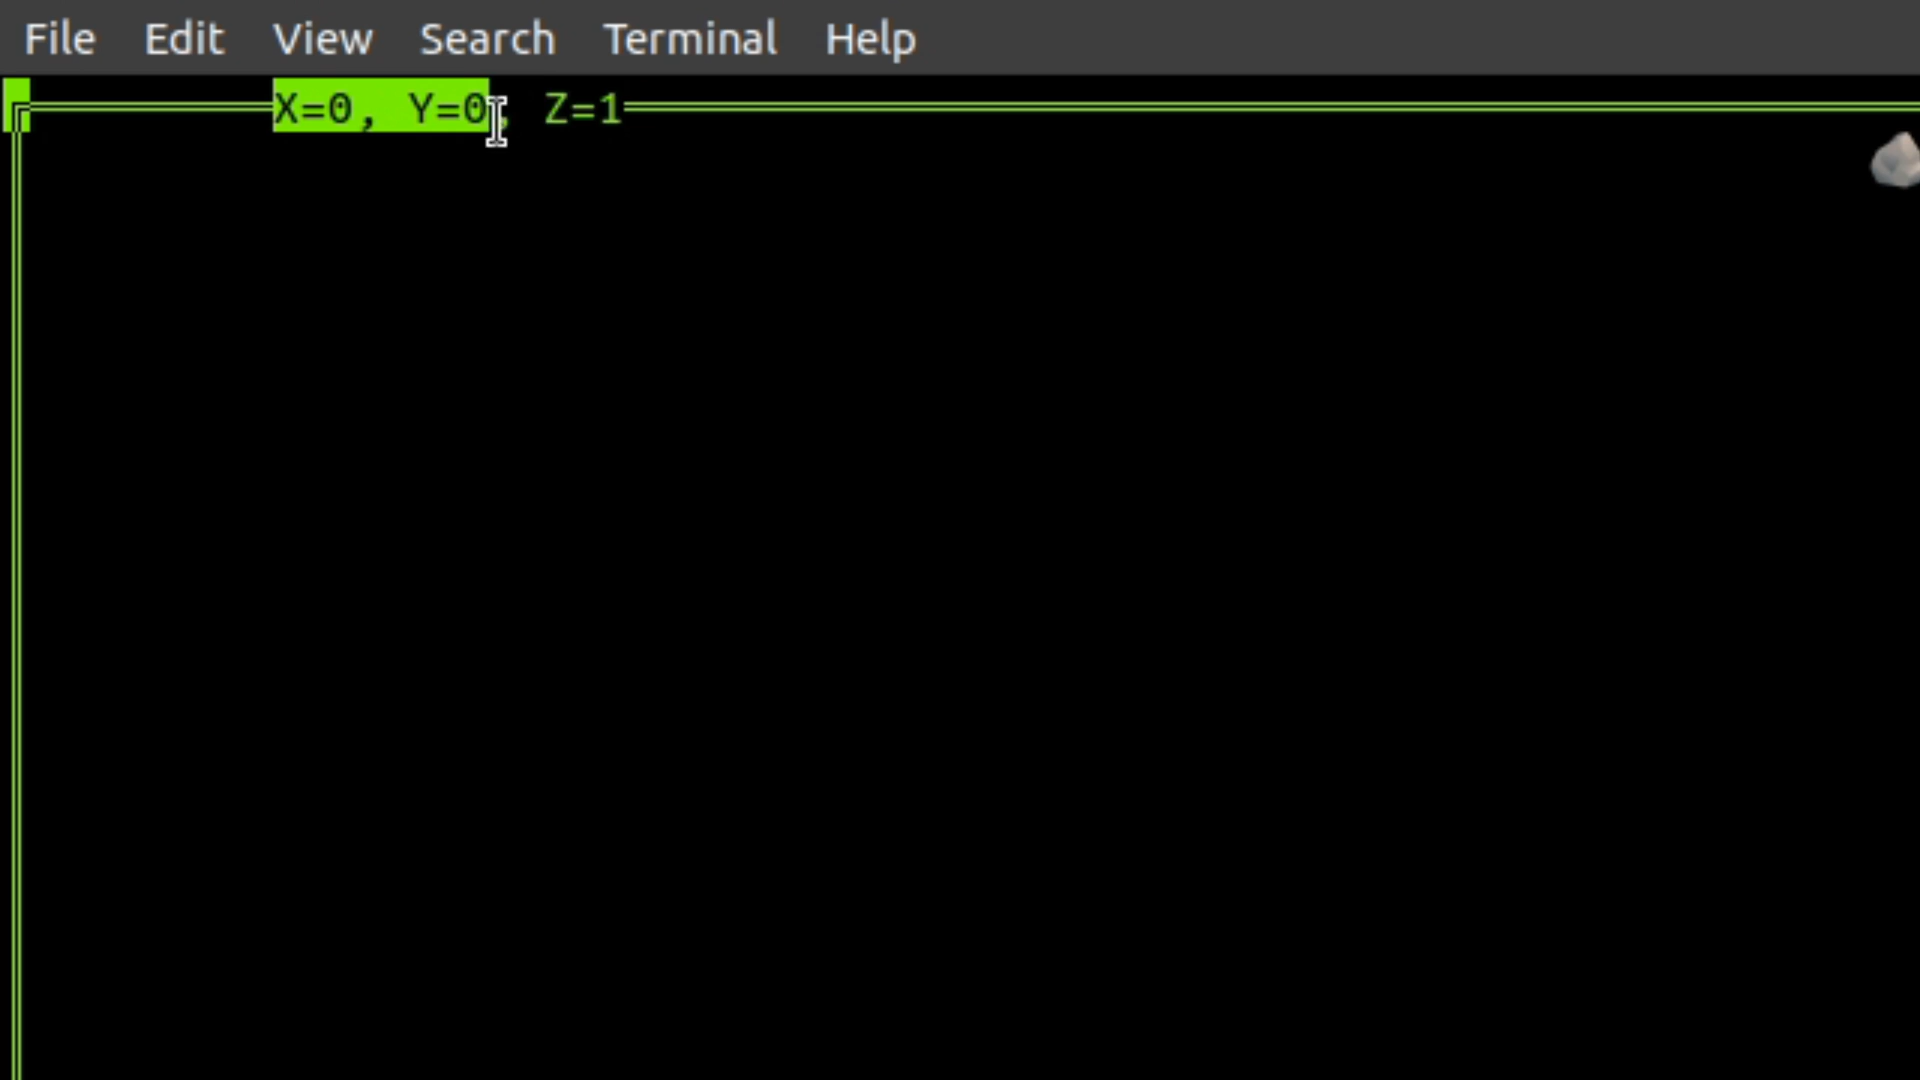 File Edit View Search Terminal Help
X=0, Y=0, Z=1